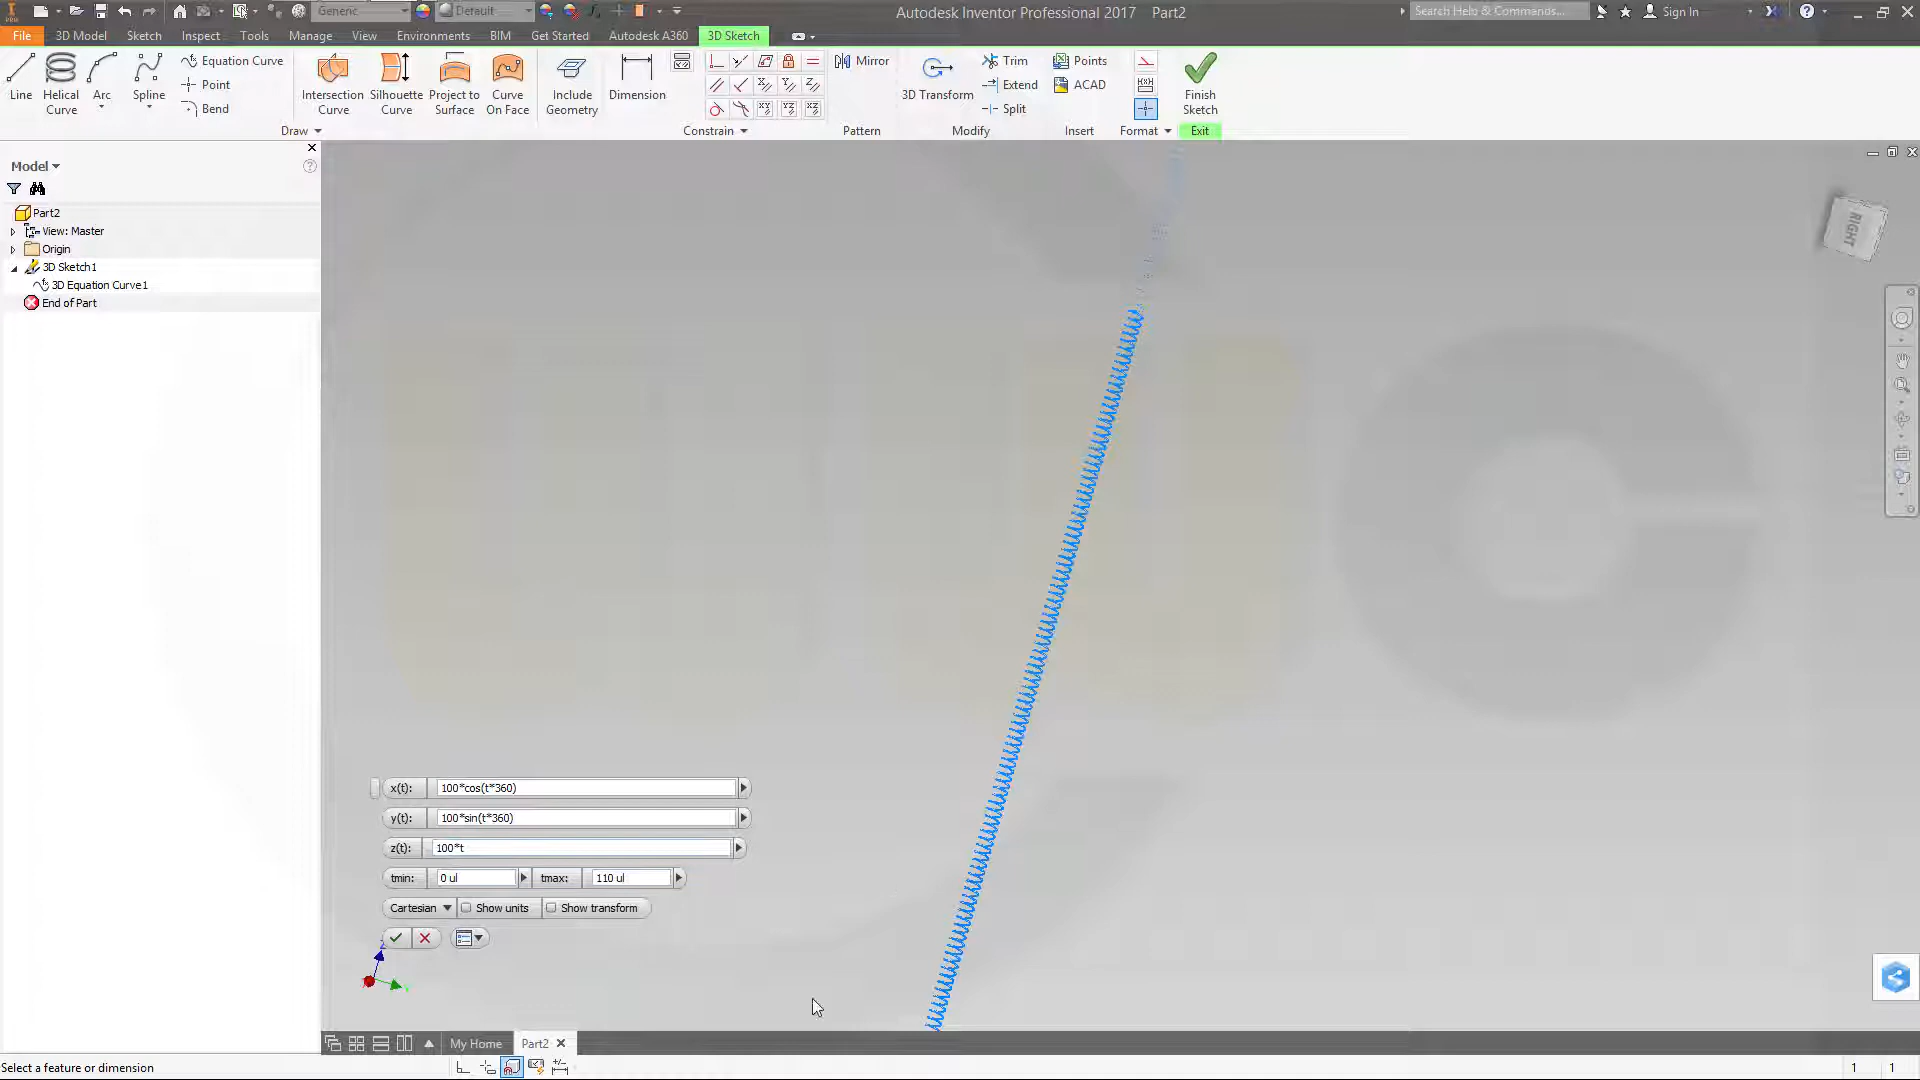 Generic
Default
Autodesk Inventor Professional 2017 Part2
Search Help & Commands...
Sign In
File
3D Model
Sketch
Inspect
Tools
Manage
View
Environments
BIM
Get Started
Autodesk A360
3D Sketch
Line
Helical Curve
Arc
Spline
Equation Curve
Point
Bend
Intersection Curve
Silhouette Curve
Project to Surface
Curve On Face
Include Geometry
Dimension
Mirror
3D Transform
Trim
Extend
Split
Points
ACAD
Finish Sketch
Draw
Constrain
Pattern
Modify
Insert
Format
Exit
Model
Part2
View: Master
Origin
3D Sketch1
3D Equation Curve1
End of Part
RIGHT
x(t): 100*cos(t*360)
y(t): 100*sin(t*360)
z(t): 100*t
tmin: 0 ul tmax: 110 ul
Cartesian Show units Show transform
Z
My Home
Part2
Select a feature or dimension
1 1